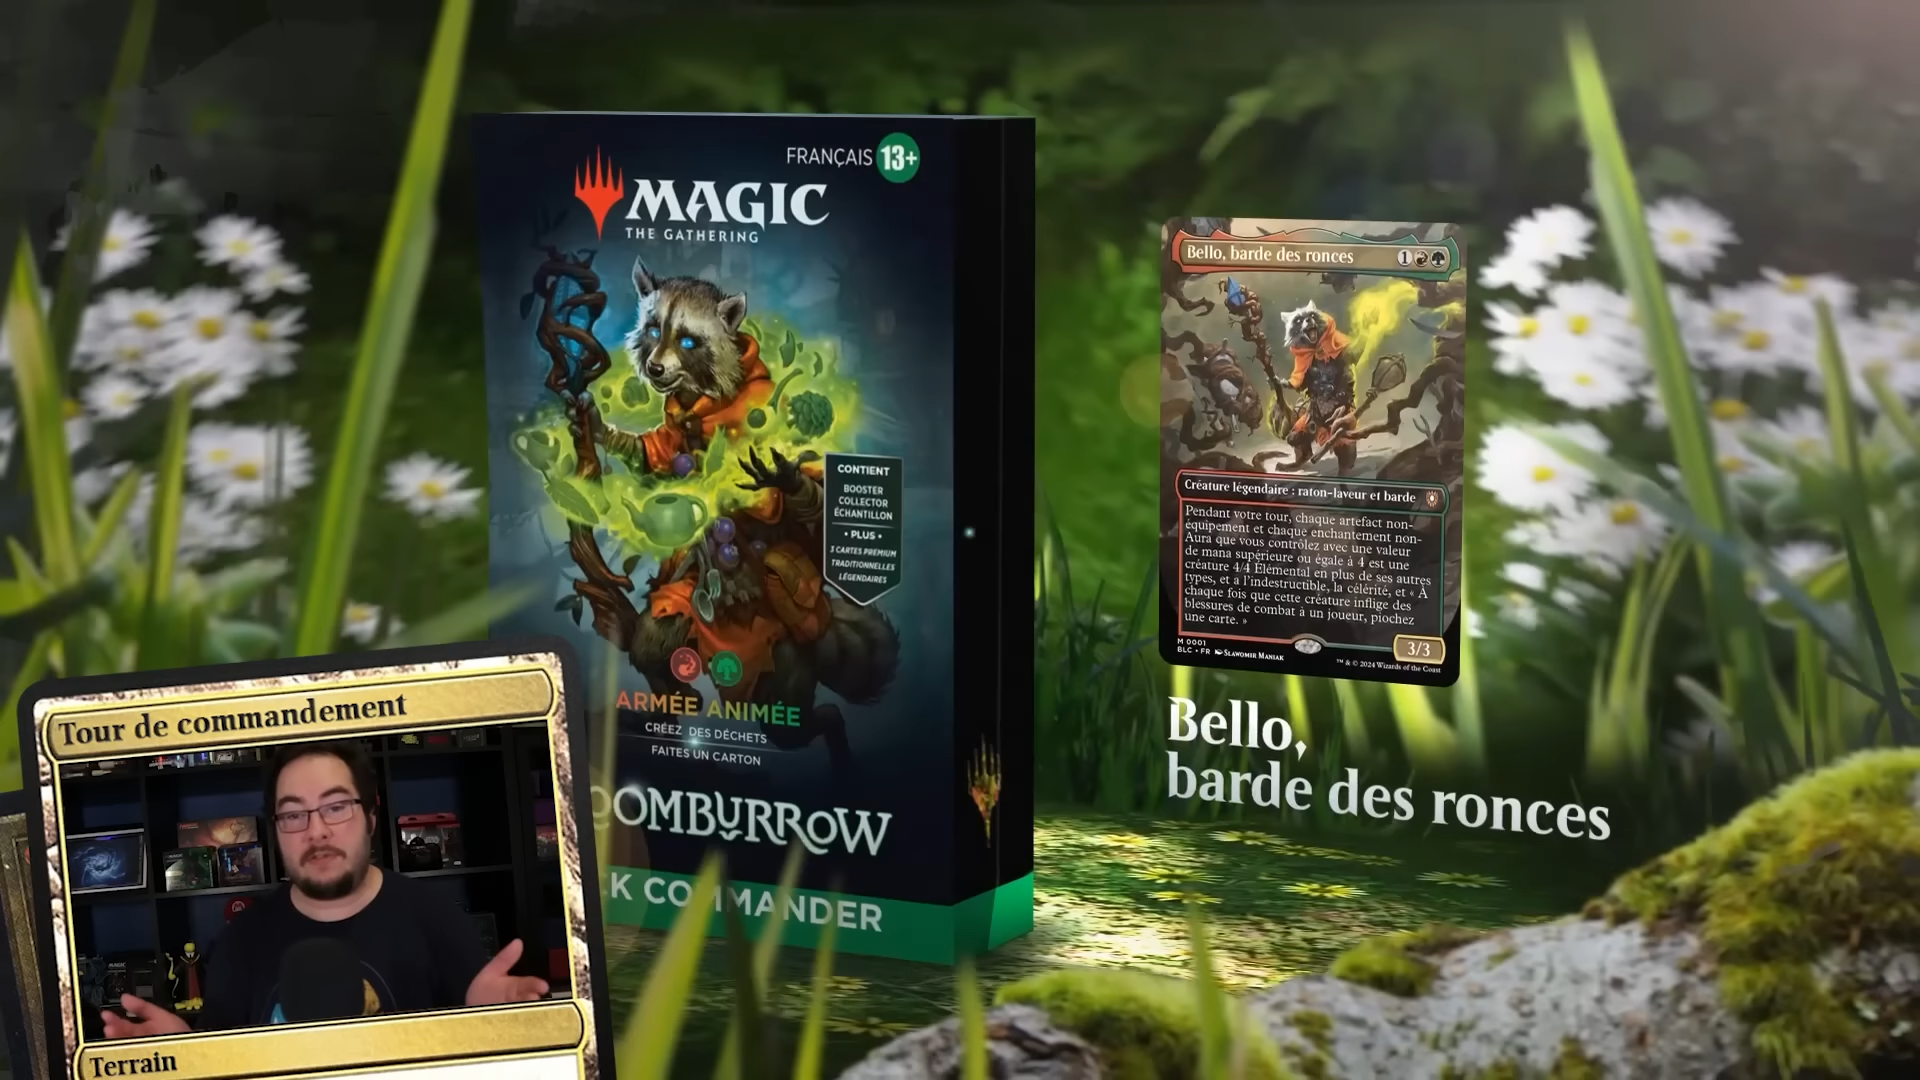 FRANÇAIS 13+
MAGIC
THE GATHERING
CONTIENT
BOOSTER
COLLECTOR
ÉCHANTILLON
• PLUS •
3 CARTES PREMIUM
TRADITIONNELLES
LÉGENDAIRES
ARMÉE ANIMÉE
CRÉEZ DES DÉCHETS
FAITES UN CARTON
OOMBURROW
CK COMMANDER
Bello, barde des ronces 1
Créature légendaire : raton-laveur et barde
Pendant votre tour, chaque artefact non-
équipement et chaque enchantement non-
Aura que vous contrôlez avec une valeur
de mana supérieure ou égale à 4 est une
créature 4/4 Élémental en plus de ses autres
types, et a l'indestructible, la célérité, et « À
chaque fois que cette créature inflige des
blessures de combat à un joueur, piochez
une carte. »
3/3
M 0001
BLC • FR SLAWOMIR MANIAK
™ & © 2024 Wizards of the Coast
Bello,
barde des ronces
Tour de commandement
Terrain